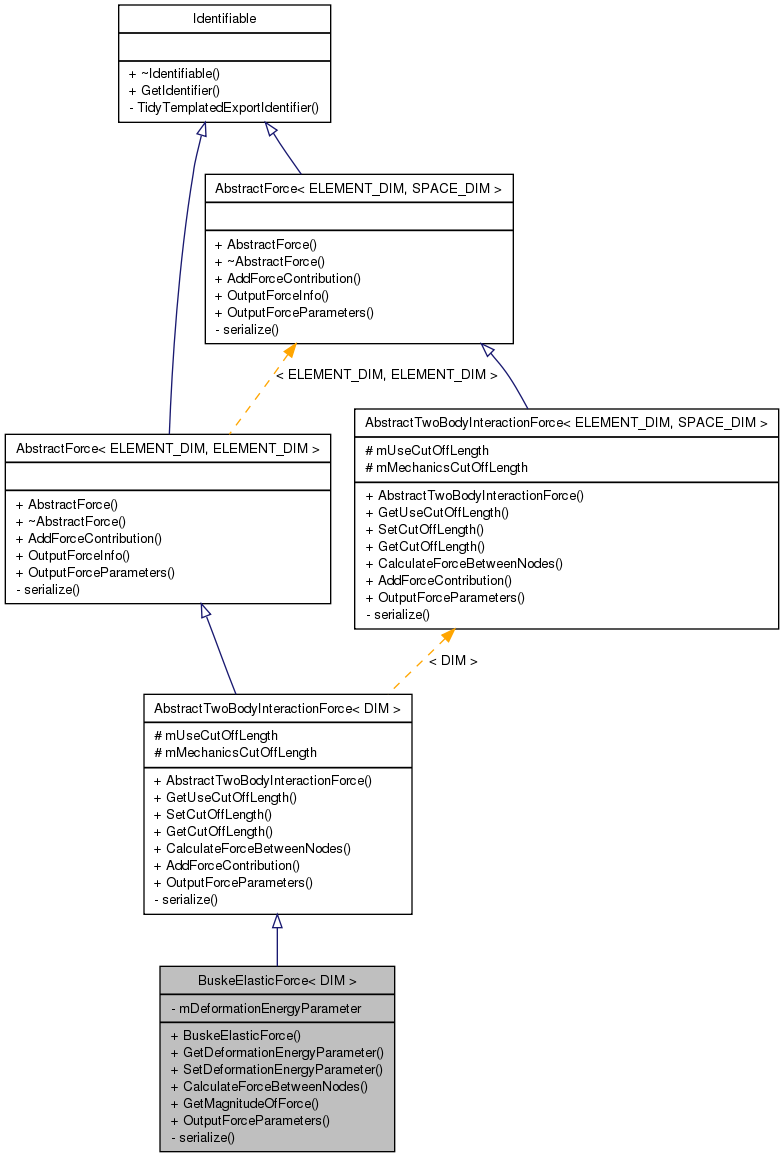 Identifiable
+ ~Identifiable()
+ GetIdentifier()
- TidyTemplatedExportIdentifier()
AbstractForce< ELEMENT_DIM, SPACE_DIM >
+ AbstractForce()
+ ~AbstractForce()
+ AddForceContribution()
+ OutputForceInfo()
+ OutputForceParameters()
- serialize()
< ELEMENT_DIM, ELEMENT_DIM >
AbstractForce< ELEMENT_DIM, ELEMENT_DIM >
+ AbstractForce()
+ ~AbstractForce()
+ AddForceContribution()
+ OutputForceInfo()
+ OutputForceParameters()
- serialize()
AbstractTwoBodyInteractionForce< ELEMENT_DIM, SPACE_DIM >
# mUseCutOffLength
# mMechanicsCutOffLength
+ AbstractTwoBodyInteractionForce()
+ GetUseCutOffLength()
+ SetCutOffLength()
+ GetCutOffLength()
+ CalculateForceBetweenNodes()
+ AddForceContribution()
+ OutputForceParameters()
- serialize()
< DIM >
AbstractTwoBodyInteractionForce< DIM >
# mUseCutOffLength
# mMechanicsCutOffLength
+ AbstractTwoBodyInteractionForce()
+ GetUseCutOffLength()
+ SetCutOffLength()
+ GetCutOffLength()
+ CalculateForceBetweenNodes()
+ AddForceContribution()
+ OutputForceParameters()
- serialize()
BuskeElasticForce< DIM >
- mDeformationEnergyParameter
+ BuskeElasticForce()
+ GetDeformationEnergyParameter()
+ SetDeformationEnergyParameter()
+ CalculateForceBetweenNodes()
+ GetMagnitudeOfForce()
+ OutputForceParameters()
- serialize()